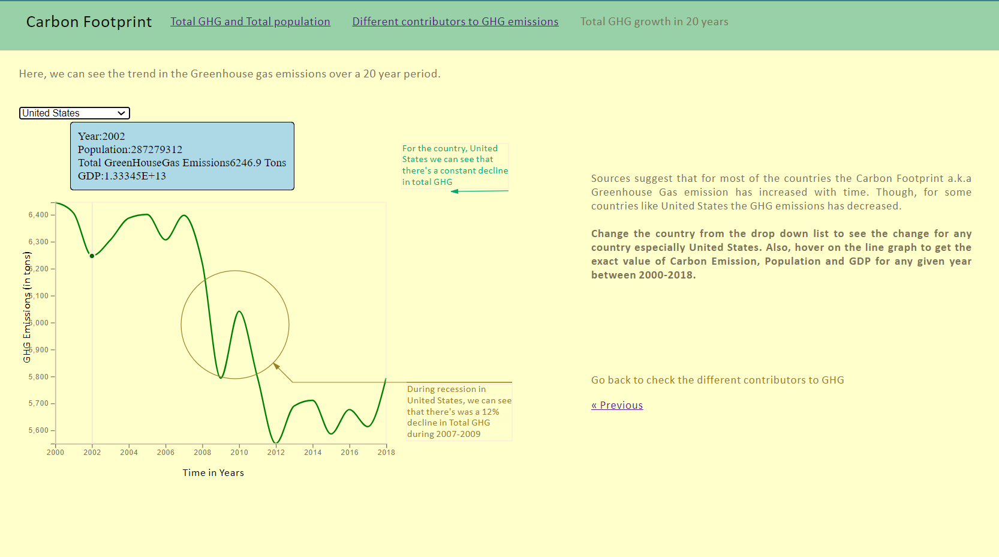 Carbon Footprint Total GHG and Total population Different contributors to GHG emissions Total GHG growth in 20 years
Here, we can see the trend in the Greenhouse gas emissions over a 20 year period.
United States
Year:2002
Population:287279312
Total GreenHouseGas Emissions6246.9 Tons
GDP:1.33345E+13
For the country, United
States we can see that
there's a constant decline
in total GHG
6,400
6,300
6,200
6,100
6,000
5,900
5,800
5,700
5,600
GHG Emissions (in tons)
2000 2002 2004 2006 2008 2010 2012 2014 2016 2018
Time in Years
During recession in
United States, we can see
that there's was a 12%
decline in Total GHG
during 2007-2009
Sources suggest that for most of the countries the Carbon Footprint a.k.a
Greenhouse Gas emission has increased with time. Though, for some
countries like United States the GHG emissions has decreased.
Change the country from the drop down list to see the change for any
country especially United States. Also, hover on the line graph to get the
exact value of Carbon Emission, Population and GDP for any given year
between 2000-2018.
Go back to check the different contributors to GHG
« Previous